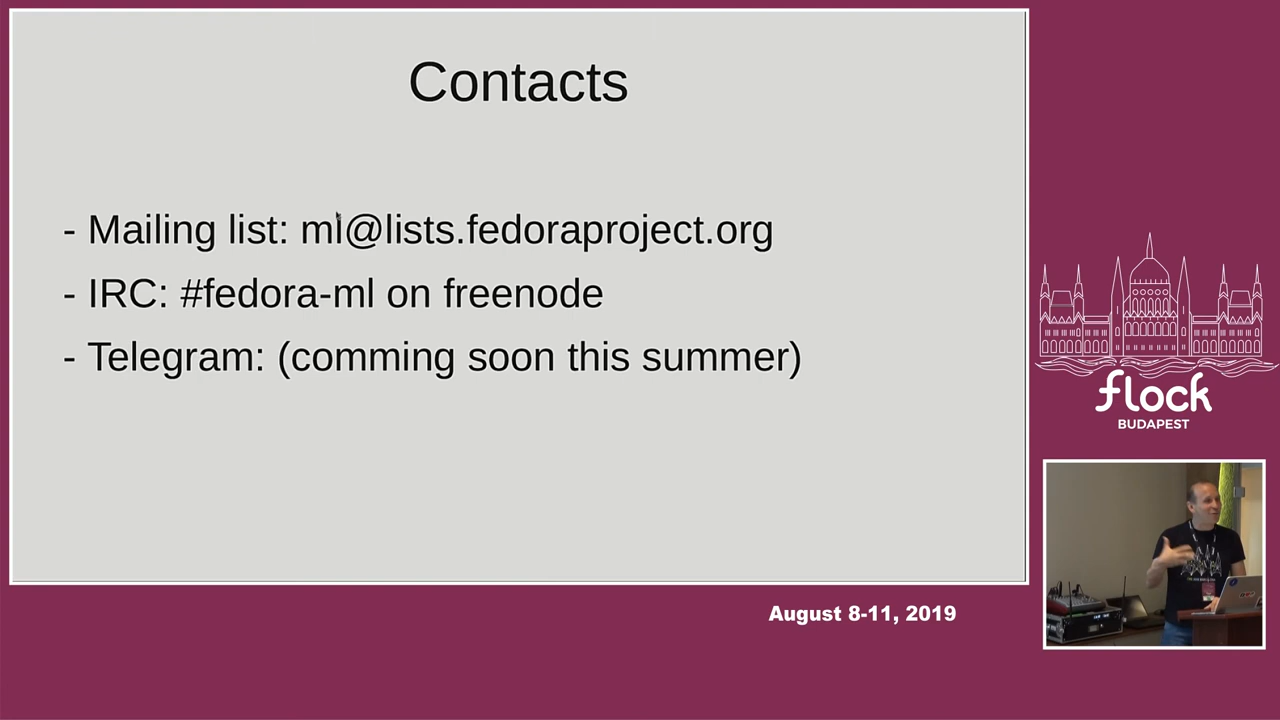 Contacts
- Mailing list: ml@lists.fedoraproject.org
- IRC: #fedora-ml on freenode
- Telegram: (comming soon this summer)
flock
BUDAPEST
August 8-11, 2019